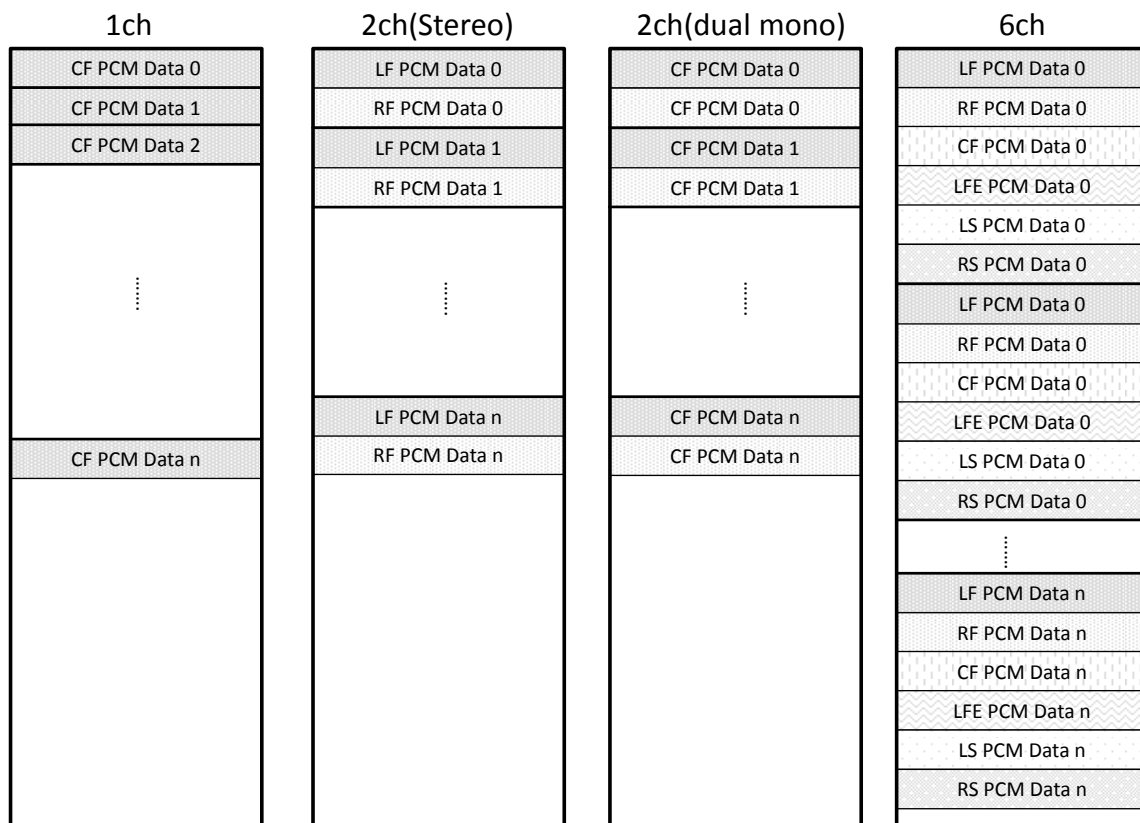 1ch
CF PCM Data 0
CF PCM Data 1
CF PCM Data 2
CF PCM Data n
2ch(Stereo)
LF PCM Data 0
RF PCM Data 0
LF PCM Data 1
RF PCM Data 1
LF PCM Data n
RF PCM Data n
2ch(dual mono)
CF PCM Data 0
CF PCM Data 0
CF PCM Data 1
CF PCM Data 1
CF PCM Data n
CF PCM Data n
6ch
LF PCM Data 0
RF PCM Data 0
CF PCM Data 0
LFE PCM Data 0
LS PCM Data 0
RS PCM Data 0
LF PCM Data 0
RF PCM Data 0
CF PCM Data 0
LFE PCM Data 0
LS PCM Data 0
RS PCM Data 0
LF PCM Data n
RF PCM Data n
CF PCM Data n
LFE PCM Data n
LS PCM Data n
RS PCM Data n